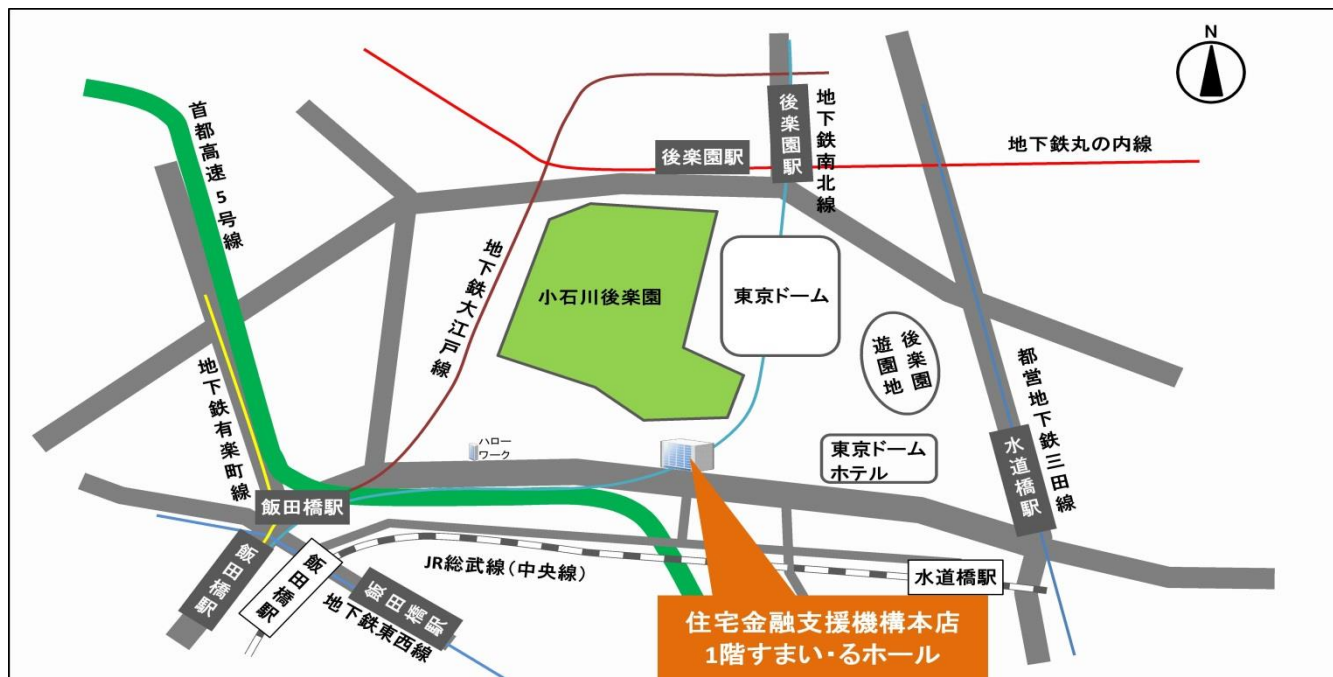 N
首都高速5号線
後楽園駅
地下鉄南北線
後楽園駅
地下鉄丸の内線
地下鉄大江戸線
小石川後楽園
東京ドーム
後楽園
遊園地
地下鉄有楽町線
ハロー
ワーク
東京ドーム
ホテル
都営地下鉄三田線
水道橋駅
飯田橋駅
飯田橋駅
飯田橋駅
飯田橋駅
地下鉄東西線
JR総武線(中央線)
水道橋駅
住宅金融支援機構本店
1階すまい・るホール